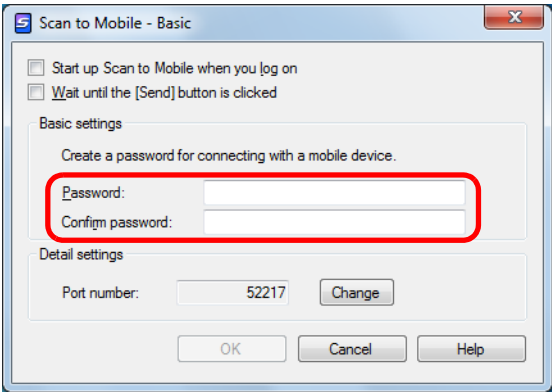 Scan to Mobile - Basic
Start up Scan to Mobile when you log on
Wait until the [Send] button is clicked
Basic settings
Create a password for connecting with a mobile device.
Password:
Confirm password:
Detail settings
Port number: 52217 Change
OK Cancel Help